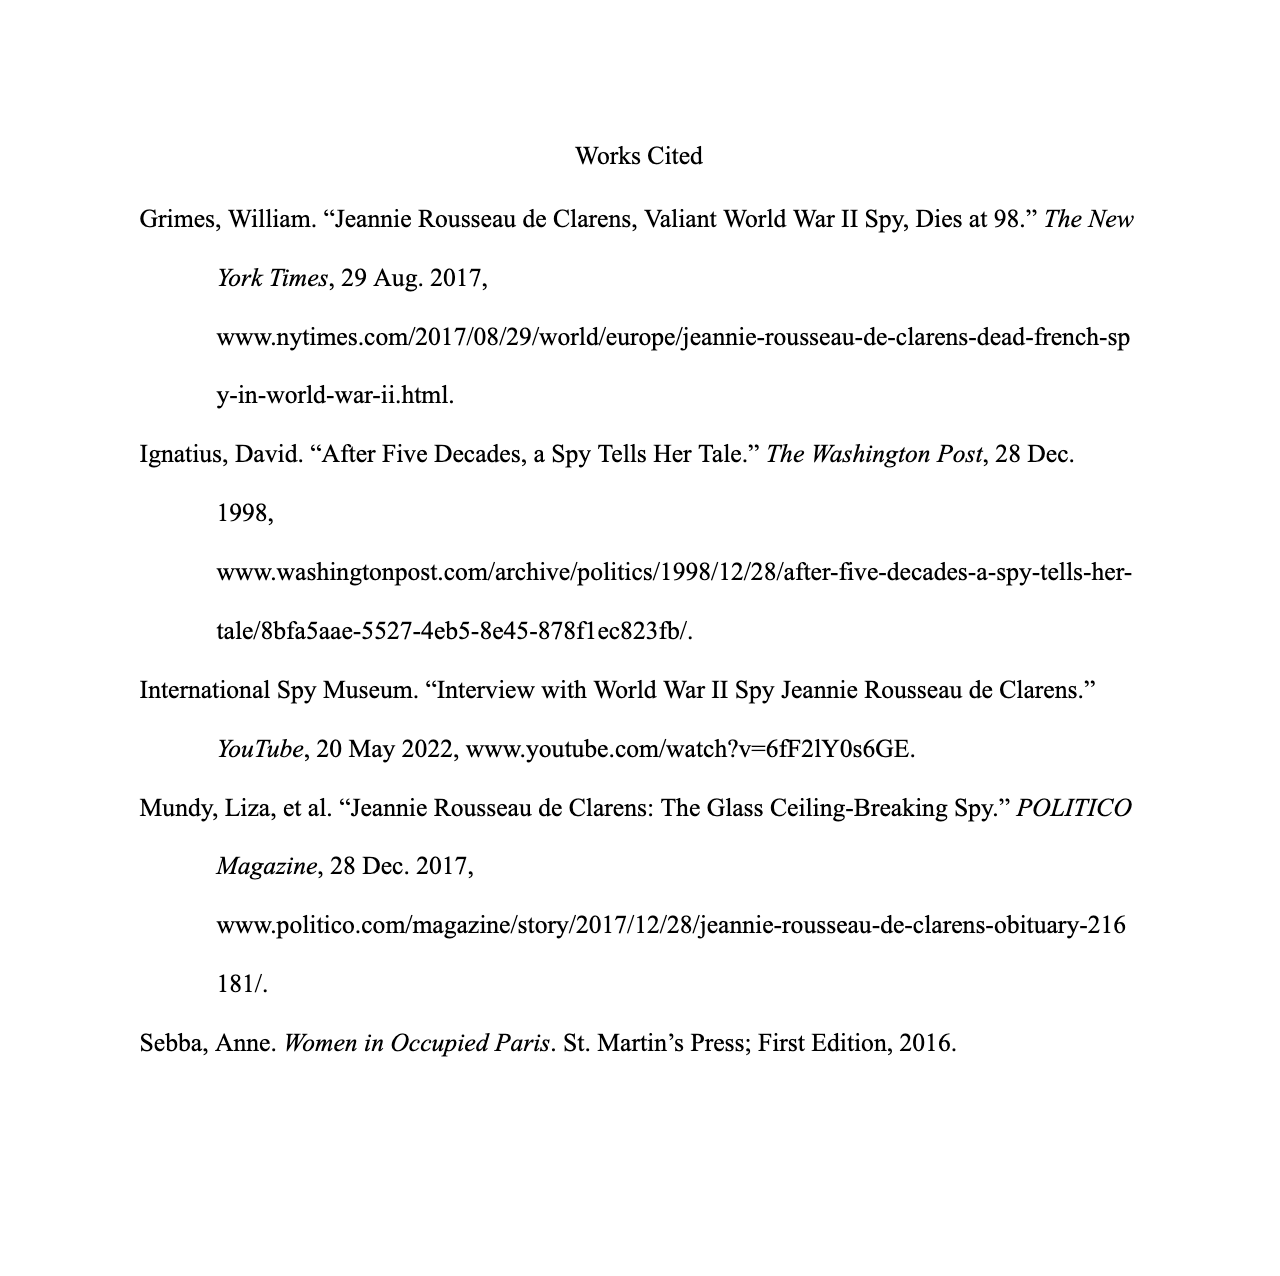 Works Cited
Grimes, William. “Jeannie Rousseau de Clarens, Valiant World War II Spy, Dies at 98.” The New
York Times, 29 Aug. 2017,
www.nytimes.com/2017/08/29/world/europe/jeannie-rousseau-de-clarens-dead-french-sp
y-in-world-war-ii.html.
Ignatius, David. “After Five Decades, a Spy Tells Her Tale.” The Washington Post, 28 Dec.
1998,
www.washingtonpost.com/archive/politics/1998/12/28/after-five-decades-a-spy-tells-her-
tale/8bfa5aae-5527-4eb5-8e45-878f1ec823fb/.
International Spy Museum. “Interview with World War II Spy Jeannie Rousseau de Clarens.”
YouTube, 20 May 2022, www.youtube.com/watch?v=6fF2lY0s6GE.
Mundy, Liza, et al. “Jeannie Rousseau de Clarens: The Glass Ceiling-Breaking Spy.” POLITICO
Magazine, 28 Dec. 2017,
www.politico.com/magazine/story/2017/12/28/jeannie-rousseau-de-clarens-obituary-216
181/.
Sebba, Anne. Women in Occupied Paris. St. Martin’s Press; First Edition, 2016.